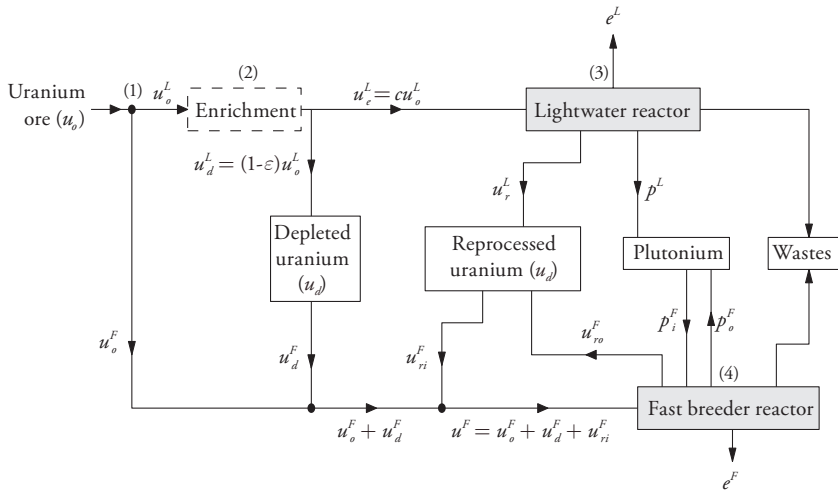 e^L
(1)
(2)
(3)
Uranium
ore (u_o)
u_o^L
Enrichment
u_e^L = cu_o^L
Lightwater reactor
u_d^L = (1-ε)u_o^L
u_r^L
p^L
Depleted
uranium
(u_d)
Reprocessed
uranium (u_d)
Plutonium
Wastes
u_o^F
u_d^F
u_ri^F
u_ro^F
p_i^F
p_o^F
(4)
Fast breeder reactor
u_o^F + u_d^F
u^F = u_o^F + u_d^F + u_ri^F
e^F